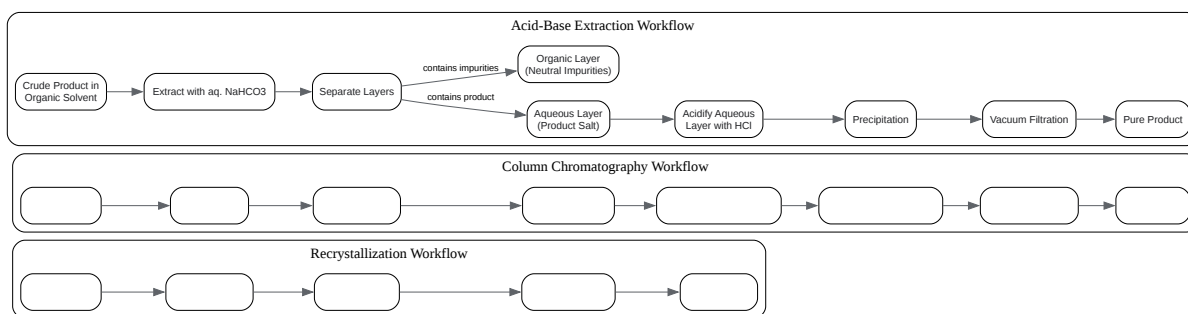 Acid-Base Extraction Workflow
Crude Product in
Organic Solvent
Extract with aq. NaHCO3
Separate Layers
contains impurities
contains product
Organic Layer
(Neutral Impurities)
Aqueous Layer
(Product Salt)
Acidify Aqueous
Layer with HCl
Precipitation
Vacuum Filtration
Pure Product
Column Chromatography Workflow
Recrystallization Workflow